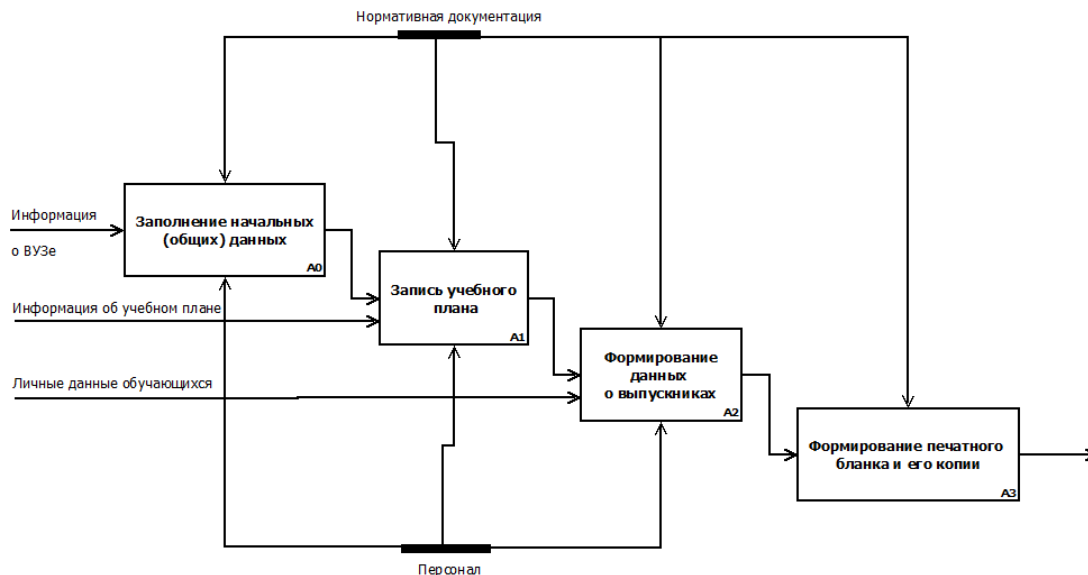 Нормативная документация
Информация
о ВУЗе
Заполнение начальных
(общих) данных
A0
Информация об учебном плане
Запись учебного
плана
A1
Личные данные обучающихся
Формирование
данных
о выпускниках
A2
Формирование печатного
бланка и его копии
A3
Персонал